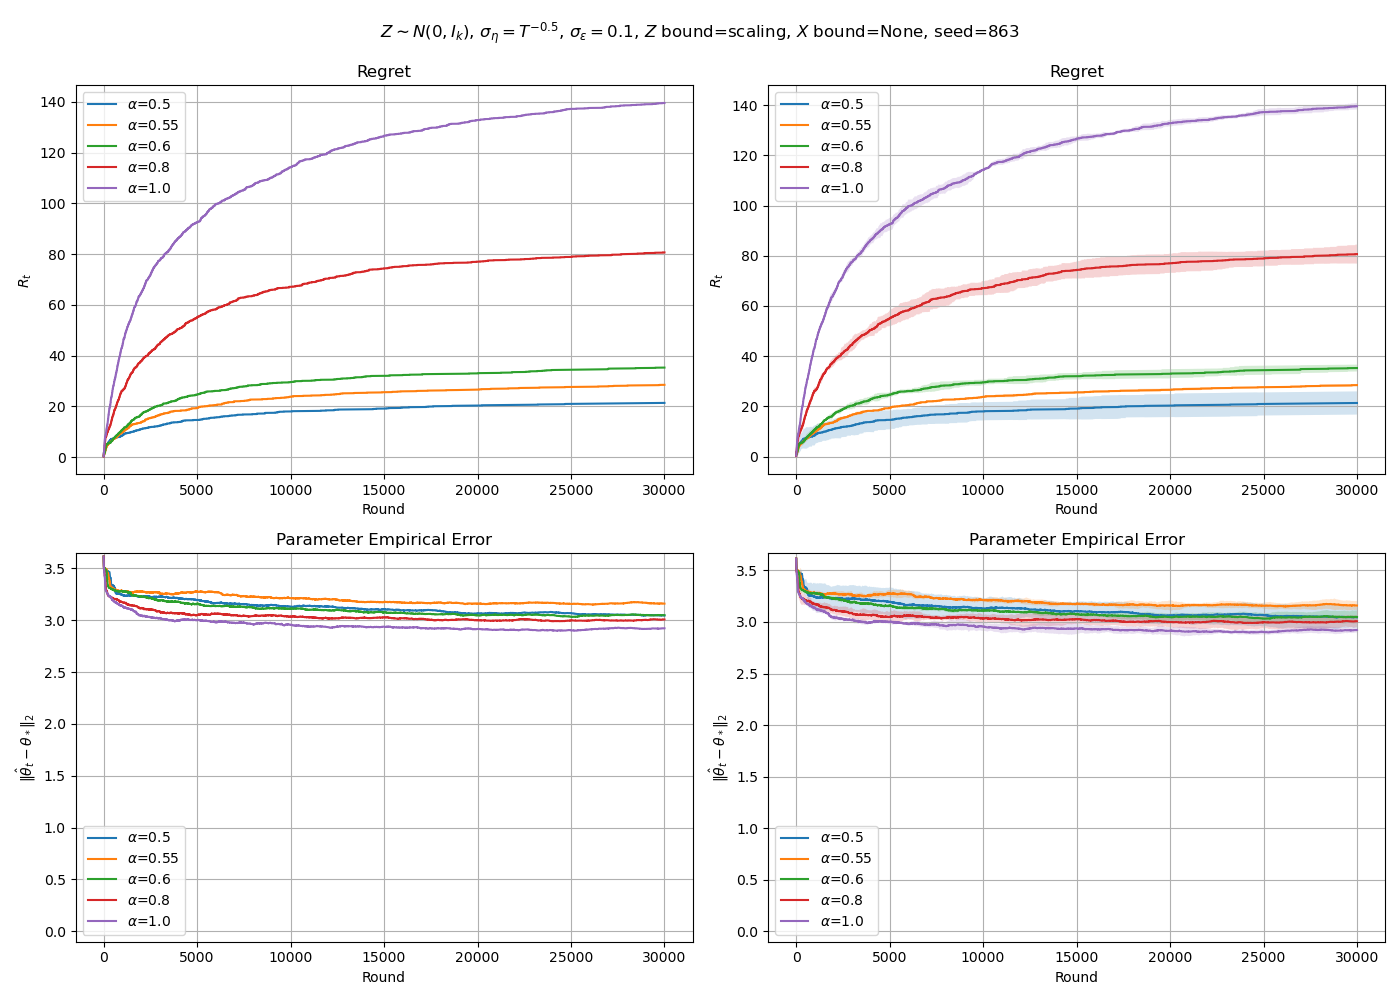 Z ∼ N(0, I_k), σ_η = T^{−0.5}, σ_ε = 0.1, Z bound=scaling, X bound=None, seed=863
Regret
α=0.5
α=0.55
α=0.6
α=0.8
α=1.0
140
120
100
80
60
40
20
0
R_t
0 5000 10000 15000 20000 25000 30000
Round
Regret
α=0.5
α=0.55
α=0.6
α=0.8
α=1.0
140
120
100
80
60
40
20
0
R_t
0 5000 10000 15000 20000 25000 30000
Round
Parameter Empirical Error
3.5
3.0
2.5
2.0
1.5
1.0
0.5
0.0
‖θ̂_t − θ_*‖_2
α=0.5
α=0.55
α=0.6
α=0.8
α=1.0
0 5000 10000 15000 20000 25000 30000
Round
Parameter Empirical Error
3.5
3.0
2.5
2.0
1.5
1.0
0.5
0.0
‖θ̂_t − θ_*‖_2
α=0.5
α=0.55
α=0.6
α=0.8
α=1.0
0 5000 10000 15000 20000 25000 30000
Round